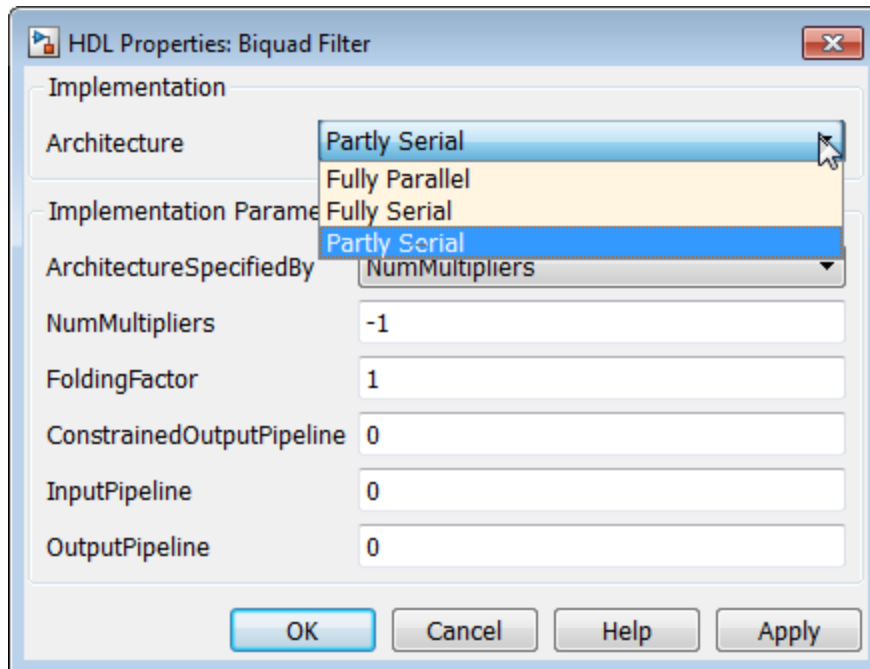 HDL Properties: Biquad Filter
Implementation
Architecture
Partly Serial
Fully Parallel
Fully Serial
Partly Serial
Implementation Parame
ArchitectureSpecifiedBy NumMultipliers
NumMultipliers -1
FoldingFactor 1
ConstrainedOutputPipeline 0
InputPipeline 0
OutputPipeline 0
OK Cancel Help Apply